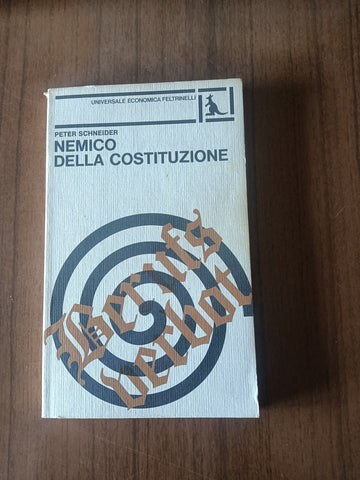 UNIVERSALE ECONOMICA FELTRINELLI
PETER SCHNEIDER
NEMICO
DELLA COSTITUZIONE
Berufs
verbot